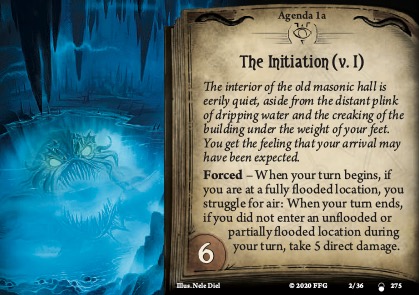 Agenda 1a
The Initiation (v. I)
The interior of the old masonic hall is
eerily quiet, aside from the distant plink
of dripping water and the creaking of the
building under the weight of your feet.
You get the feeling that your arrival may
have been expected.
Forced – When your turn begins, if
you are at a fully flooded location, you
struggle for air: When your turn ends,
if you did not enter an unflooded or
partially flooded location during
your turn, take 5 direct damage.
6
Illus. Nele Diel © 2020 FFG 2/36 275